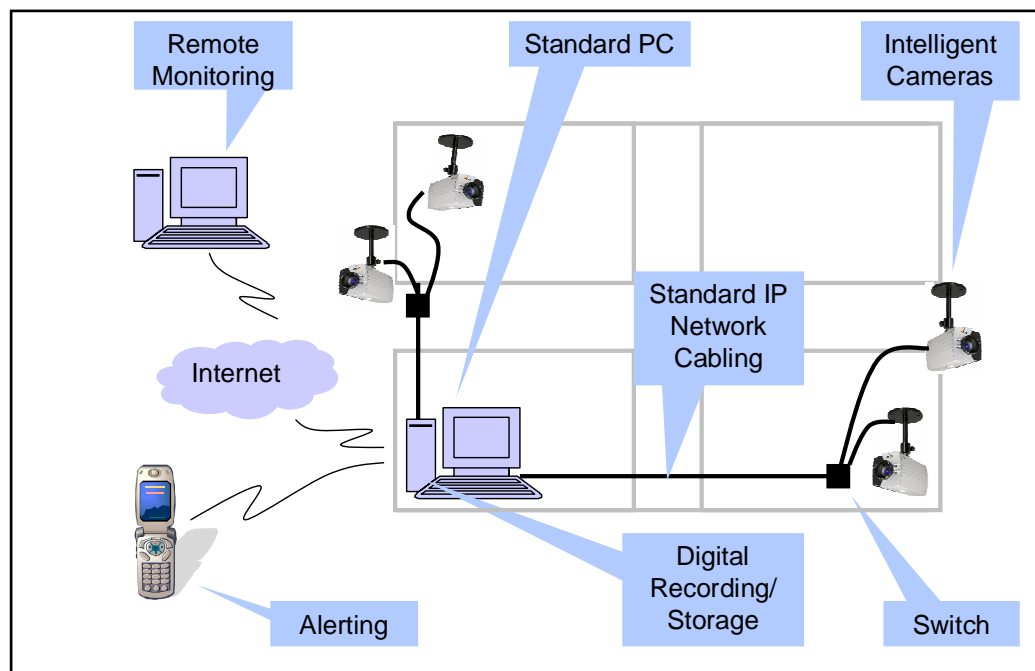 Remote
Monitoring
Standard PC
Intelligent
Cameras
Standard IP
Network
Cabling
Internet
Digital
Recording/
Storage
Alerting
Switch